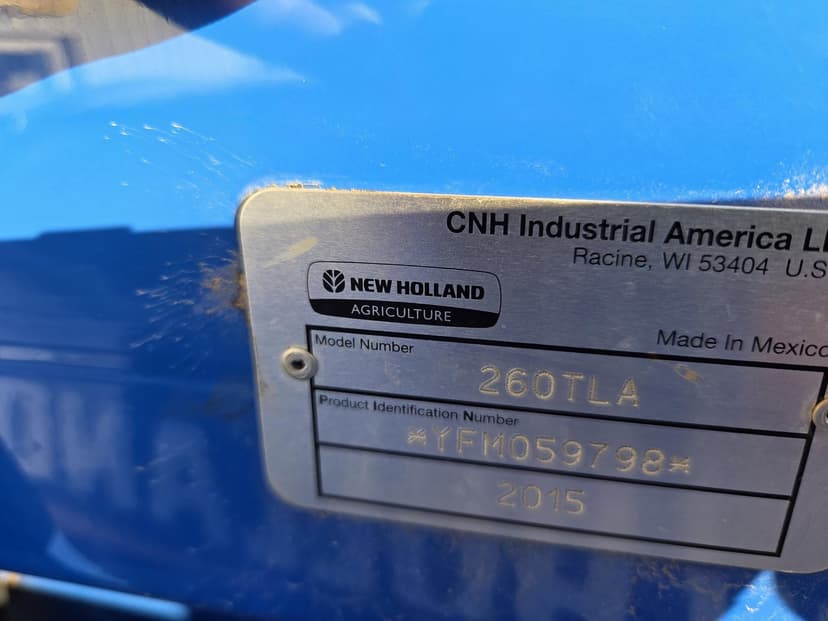 CNH Industrial America
Racine, WI 53404 U.S
NEW HOLLAND
AGRICULTURE
Made In Mexico
Model Number
260TLA
Product Identification Number
*YFM059798*
2015